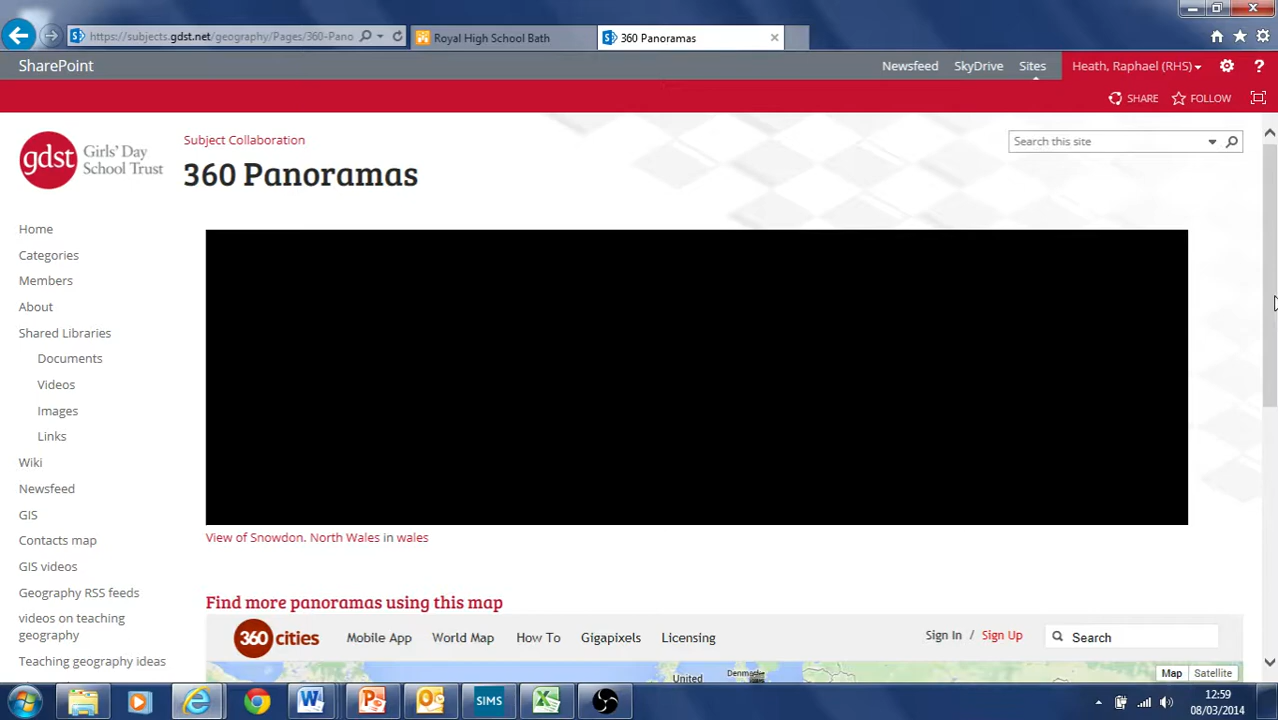 https://subjects.gdst.net/geography/Pages/360-Pano
Royal High School Bath
360 Panoramas
SharePoint
Newsfeed
SkyDrive
Sites
Heath, Raphael (RHS)
?
SHARE
FOLLOW
gdst Girls' Day School Trust
Subject Collaboration
360 Panoramas
Search this site
Home
Categories
Members
About
Shared Libraries
Documents
Videos
Images
Links
Wiki
Newsfeed
GIS
Contacts map
GIS videos
Geography RSS feeds
videos on teaching
geography
Teaching geography ideas
View of Snowdon. North Wales in wales
Find more panoramas using this map
360 cities
Mobile App
World Map
How To
Gigapixels
Licensing
Sign In / Sign Up
Search
United
Denmark
Map
Satellite
SIMS
12:59
08/03/2014